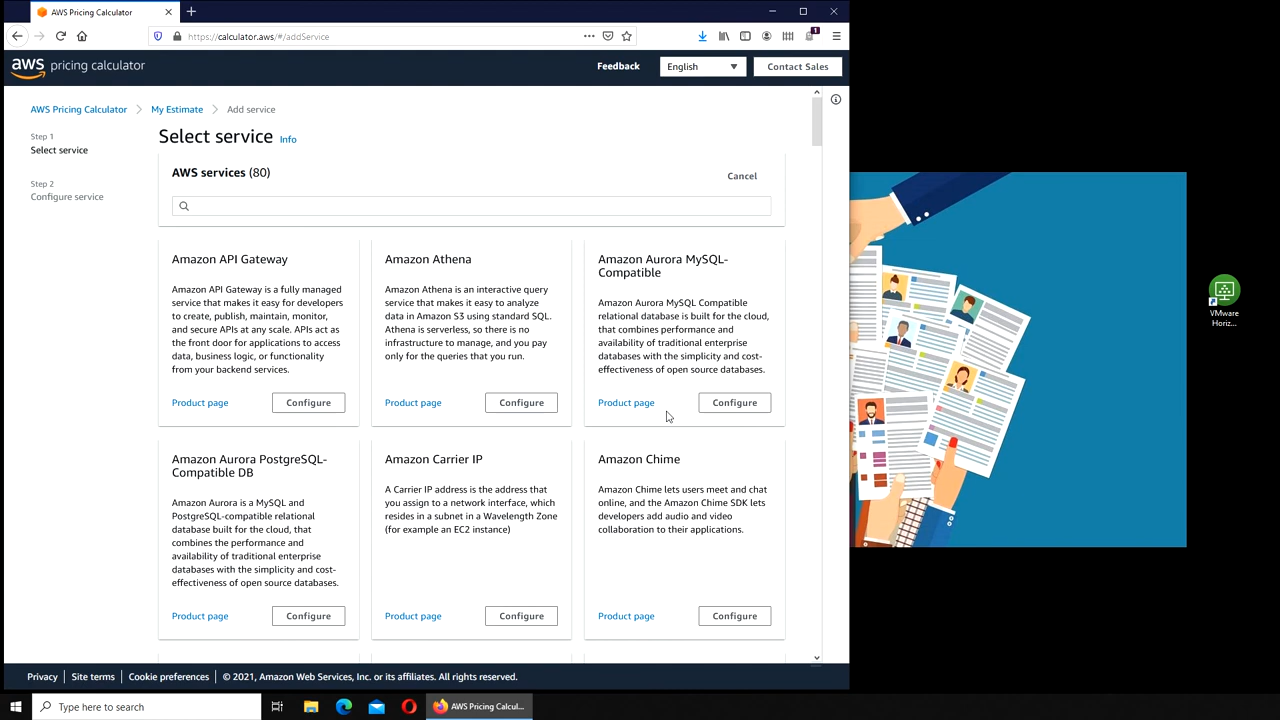 AWS Pricing Calculator
https://calculator.aws/#/addService
1
aws pricing calculator
Feedback
English
Contact Sales
AWS Pricing Calculator
My Estimate
Add service
Step 1
Select service
Step 2
Configure service
Select service Info
AWS services (80)
Cancel
Amazon API Gateway
Amazon API Gateway is a fully managed
service that makes it easy for developers
to create, publish, maintain, monitor,
and secure APIs at any scale. APIs act as
the front door for applications to access
data, business logic, or functionality
from your backend services.
Product page
Configure
Amazon Athena
Amazon Athena is an interactive query
service that makes it easy to analyze
data in Amazon S3 using standard SQL.
Athena is serverless, so there is no
infrastructure to manage, and you pay
only for the queries that you run.
Product page
Configure
Amazon Aurora MySQL-
Compatible
Amazon Aurora MySQL Compatible
relational database is built for the cloud,
that combines performance and
availability of traditional enterprise
databases with the simplicity and cost-
effectiveness of open source databases.
Product page
Configure
Amazon Aurora PostgreSQL-
Compatible DB
Amazon Aurora is a MySQL and
PostgreSQL-compatible relational
database built for the cloud, that
combines the performance and
availability of traditional enterprise
databases with the simplicity and cost-
effectiveness of open source databases.
Product page
Configure
Amazon Carrier IP
A Carrier IP address is the address that
you assign to a network interface, which
resides in a subnet in a Wavelength Zone
(for example an EC2 instance)
Product page
Configure
Amazon Chime
Amazon Chime lets users meet and chat
online, and the Amazon Chime SDK lets
developers add audio and video
collaboration to their applications.
Product page
Configure
VMware
Horiz...
Privacy | Site terms | Cookie preferences | © 2021, Amazon Web Services, Inc. or its affiliates. All rights reserved.
Type here to search
AWS Pricing Calcul...